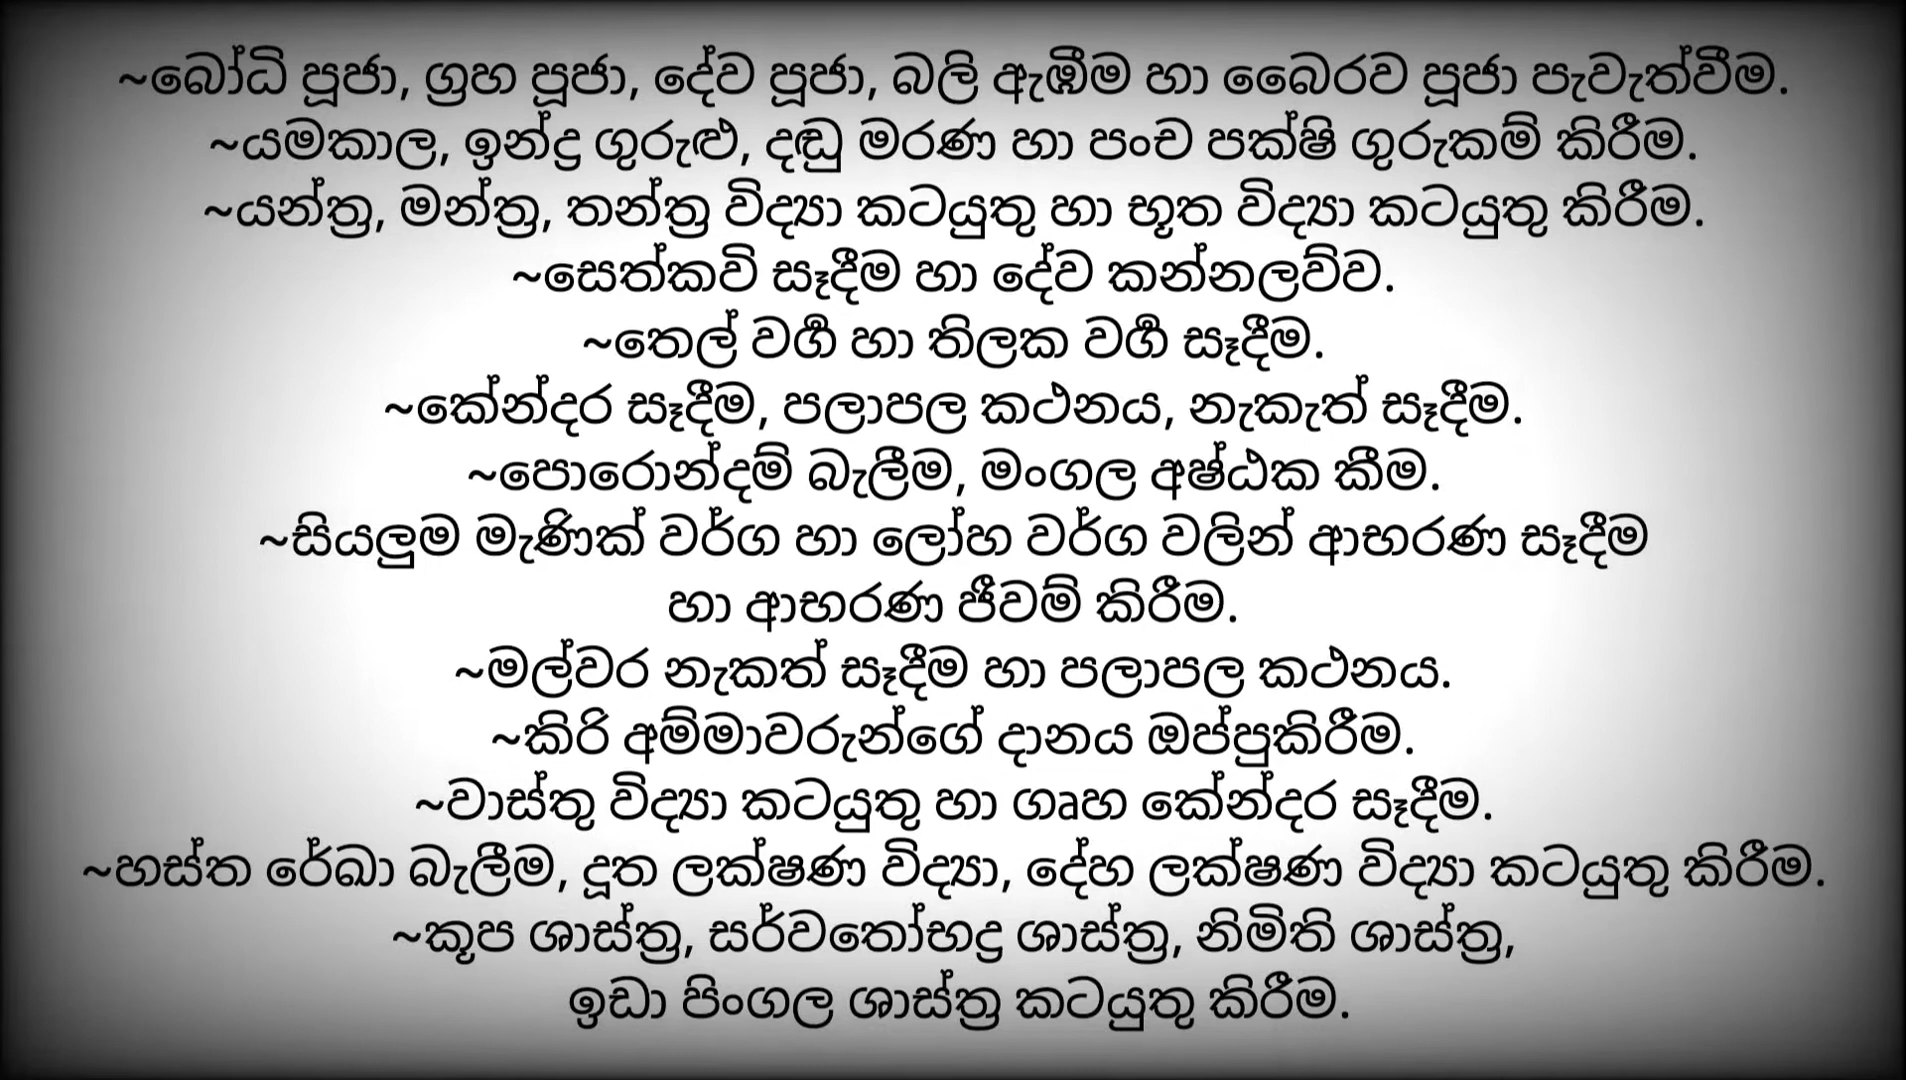 ~බෝධි පූජා, ග්‍රහ පූජා, දේව පූජා, බලි ඇඹීම හා බෛරව පූජා පැවැත්වීම.
~යමකාල, ඉන්ද්‍ර ගුරුළු, දඬු මරණ හා පංච පක්ෂි ගුරුකම් කිරීම.
~යන්ත්‍ර, මන්ත්‍ර, තන්ත්‍ර විද්‍යා කටයුතු හා භූත විද්‍යා කටයුතු කිරීම.
~සෙත්කවි සෑදීම හා දේව කන්නලව්ව.
~තෙල් වර්‍ග හා තිලක වර්‍ග සෑදීම.
~කේන්දර සෑදීම, පලාපල කථනය, නැකැත් සෑදීම.
~පොරොන්දම් බැලීම, මංගල අෂ්ඨක කීම.
~සියලුම මැණික් වර්ග හා ලෝහ වර්ග වලින් ආභරණ සෑදීම
හා ආභරණ ජීවම් කිරීම.
~මල්වර නැකත් සෑදීම හා පලාපල කථනය.
~කිරි අම්මාවරුන්ගේ දානය ඔප්පුකිරීම.
~වාස්තු විද්‍යා කටයුතු හා ගෘහ කේන්දර සෑදීම.
~හස්ත රේඛා බැලීම, දූත ලක්ෂණ විද්‍යා, දේහ ලක්ෂණ විද්‍යා කටයුතු කිරීම.
~කූප ශාස්ත්‍ර, සර්වතෝභද්‍ර ශාස්ත්‍ර, නිමිති ශාස්ත්‍ර,
ඉඩා පිංගල ශාස්ත්‍ර කටයුතු කිරීම.